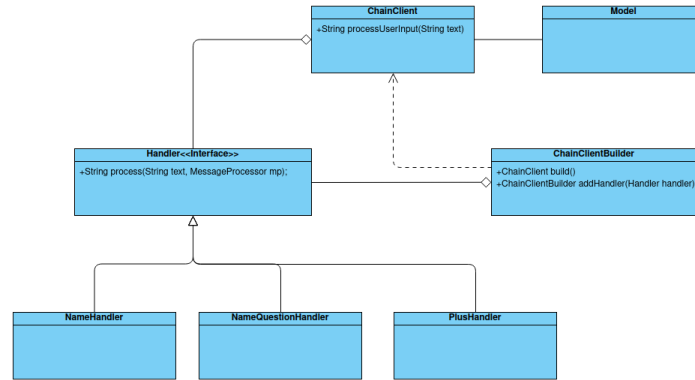 ChainClient
+String processUserInput(String text)
Model
Handler<<Interface>>
+String process(String text, MessageProcessor mp);
ChainClientBuilder
+ChainClient build()
+ChainClientBuilder addHandler(Handler handler)
NameHandler
NameQuestionHandler
PlusHandler